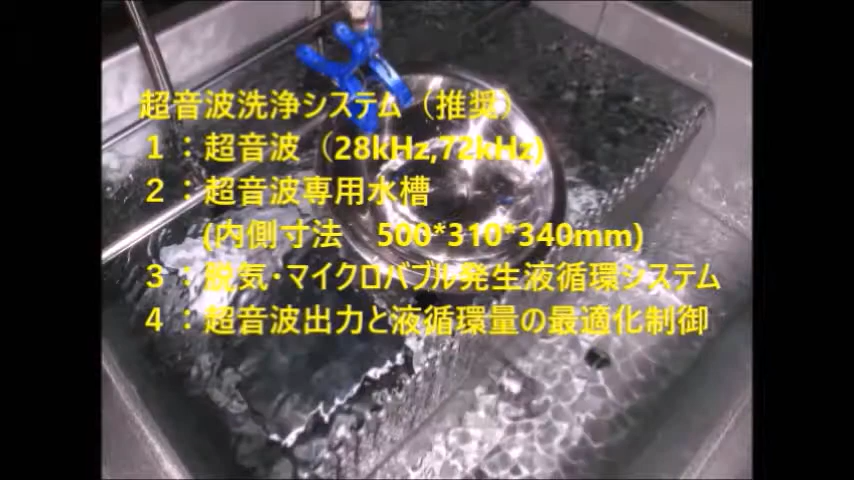 超音波洗浄システム（推奨）
１：超音波（28kHz,72kHz)
２：超音波専用水槽
(内側寸法　500*310*340mm)
３：脱気・マイクロバブル発生液循環システム
４：超音波出力と液循環量の最適化制御